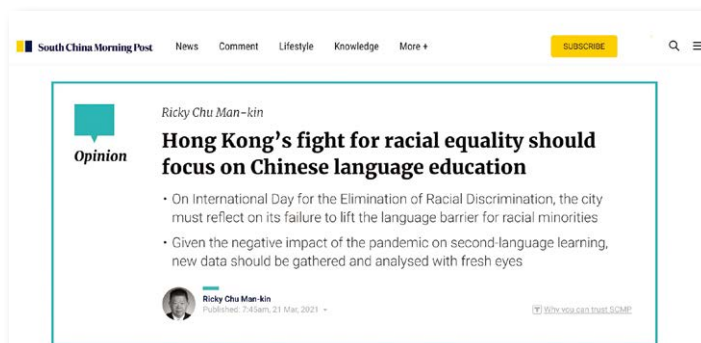 South China Morning Post News Comment Lifestyle Knowledge More + SUBSCRIBE
Ricky Chu Man-kin
Opinion
Hong Kong's fight for racial equality should
focus on Chinese language education
• On International Day for the Elimination of Racial Discrimination, the city
must reflect on its failure to lift the language barrier for racial minorities
• Given the negative impact of the pandemic on second-language learning,
new data should be gathered and analysed with fresh eyes
Ricky Chu Man-kin
Published: 7:45am, 21 Mar, 2021
Why you can trust SCMP